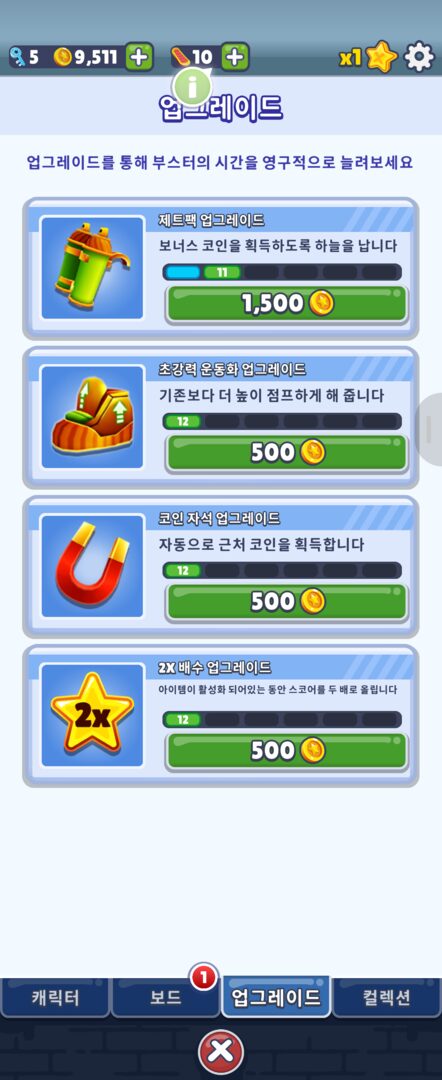 5 9,511 10 x1
업그레이드
업그레이드를 통해 부스터의 시간을 영구적으로 늘려보세요
제트팩 업그레이드
보너스 코인을 획득하도록 하늘을 납니다
11
1,500
초강력 운동화 업그레이드
기존보다 더 높이 점프하게 해 줍니다
12
500
코인 자석 업그레이드
자동으로 근처 코인을 획득합니다
12
500
2X 배수 업그레이드
아이템이 활성화 되어있는 동안 스코어를 두 배로 올립니다
2x
12
500
1
캐릭터 보드 업그레이드 컬렉션